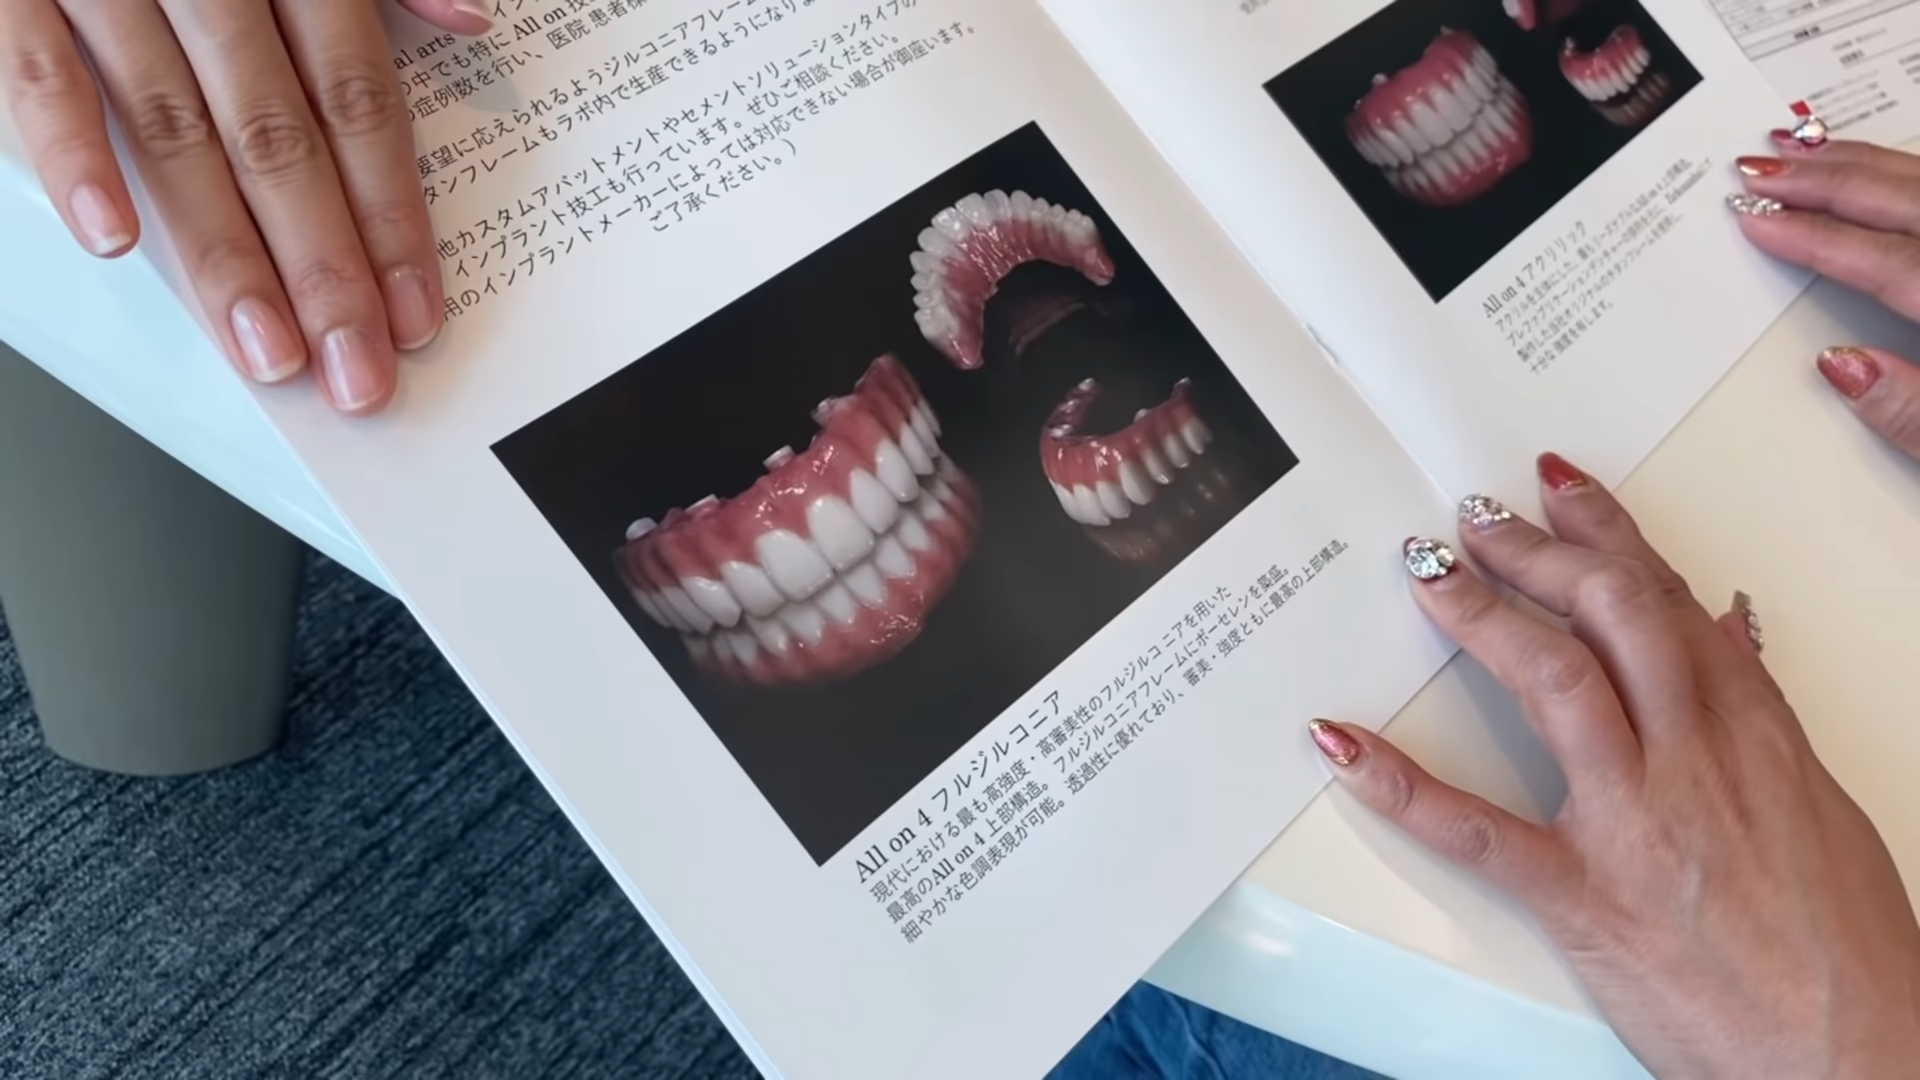 al arts
の中でも特に All on 技
の症例数を行い、医院 患者様
要望に応えられるようジルコニアフレーム
タンフレームもラボ内で生産できるようになりま
他カスタムアバットメントやセメントソリューションタイプの
インプラント技工も行っています。ぜひご相談ください。
用のインプラントメーカーによっては対応できない場合が御座います。
ご了承ください。)
All on 4 フルジルコニア
現代における最も高強度・高審美性のフルジルコニアを用いた
最高のAll on 4 上部構造。 フルジルコニアフレームにポーセレンを築盛。
細やかな色調表現が可能。透過性に優れており、審美・強度ともに最高の上部構造。
All on 4 アクリリック
十分な強度を有します。